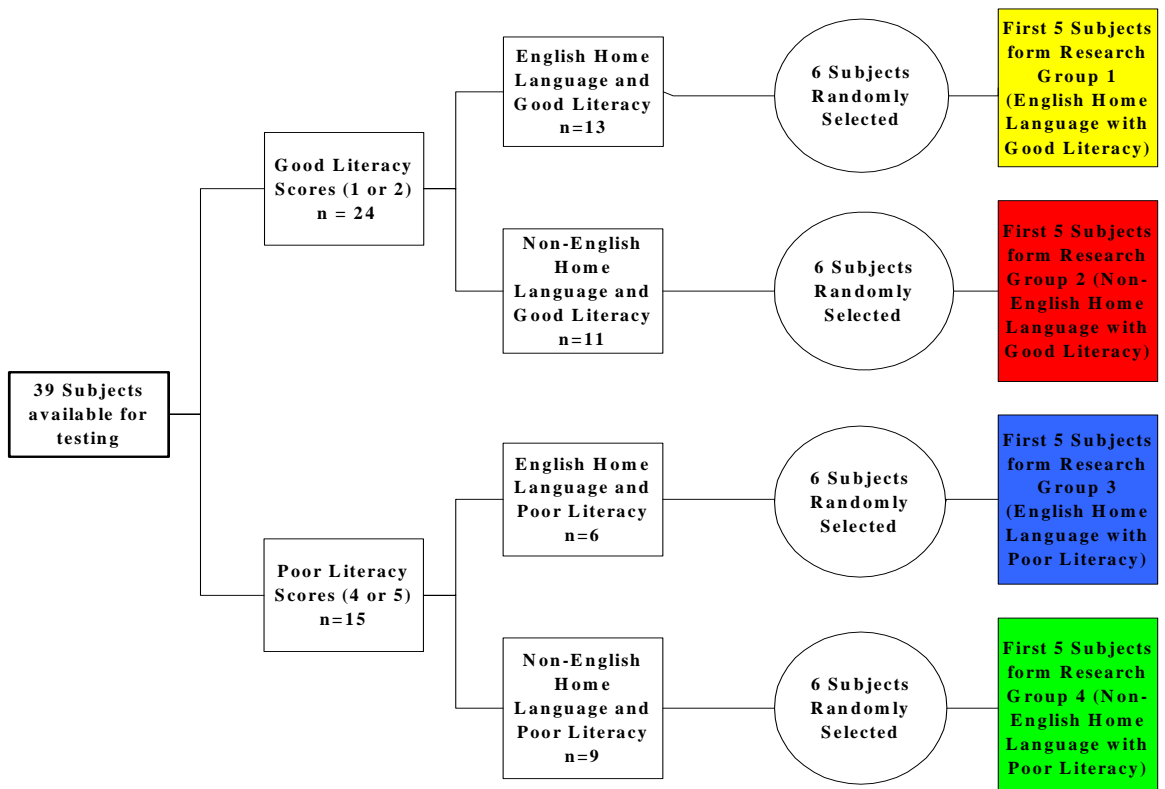 39 Subjects
available for
testing
Good Literacy
Scores (1 or 2)
n = 24
Poor Literacy
Scores (4 or 5)
n=15
English Home
Language and
Good Literacy
n=13
Non-English
Home
Language and
Good Literacy
n=11
English Home
Language and
Poor Literacy
n=6
Non-English
Home
Language and
Poor Literacy
n=9
6 Subjects
Randomly
Selected
6 Subjects
Randomly
Selected
6 Subjects
Randomly
Selected
6 Subjects
Randomly
Selected
First 5 Subjects
form Research
Group 1
(English Home
Language with
Good Literacy)
First 5 Subjects
form Research
Group 2 (Non-
English Home
Language with
Good Literacy)
First 5 Subjects
form Research
Group 3
(English Home
Language with
Poor Literacy)
First 5 Subjects
form Research
Group 4 (Non-
English Home
Language with
Poor Literacy)